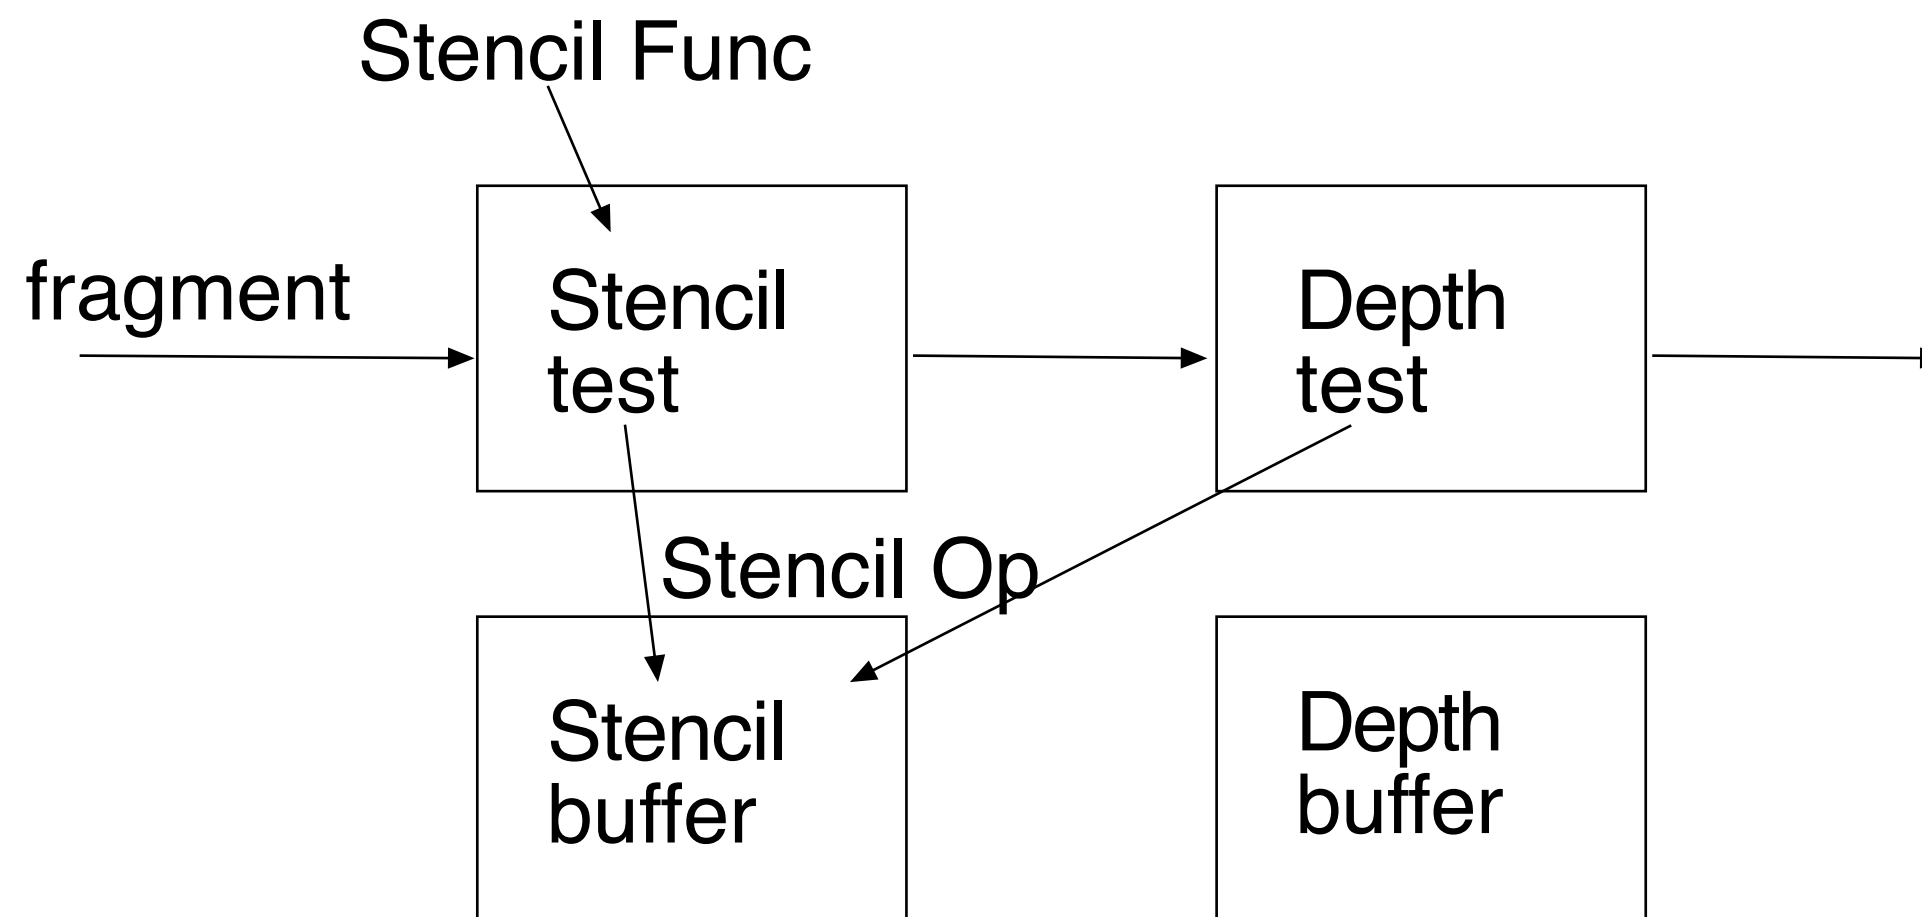 Stencil Func
fragment
Stencil
test
Depth
test
Stencil Op
Stencil
buffer
Depth
buffer